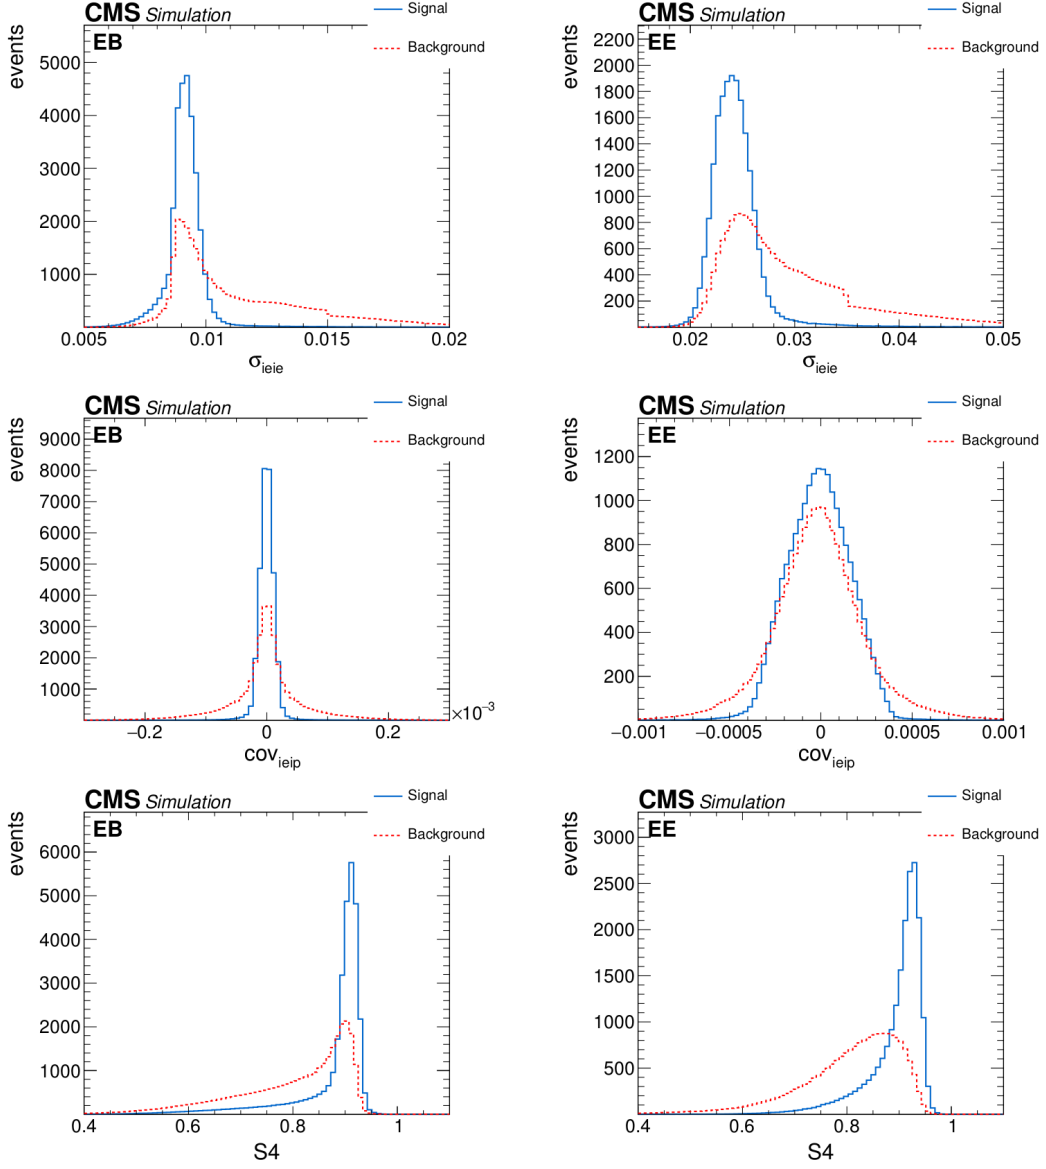 CMS Simulation
EB
Signal
Background
events
5000
4000
3000
2000
1000
0.005
0.01
0.015
0.02
σieie
CMS Simulation
EE
Signal
Background
events
2200
2000
1800
1600
1400
1200
1000
800
600
400
200
0.02
0.03
0.04
0.05
σieie
CMS Simulation
EB
Signal
Background
events
9000
8000
7000
6000
5000
4000
3000
2000
1000
−0.2
0
0.2
×10−3
covieip
CMS Simulation
EE
Signal
Background
events
1200
1000
800
600
400
200
−0.001
−0.0005
0
0.0005
0.001
covieip
CMS Simulation
EB
Signal
Background
events
6000
5000
4000
3000
2000
1000
0.4
0.6
0.8
1
S4
CMS Simulation
EE
Signal
Background
events
3000
2500
2000
1500
1000
500
0.4
0.6
0.8
1
S4